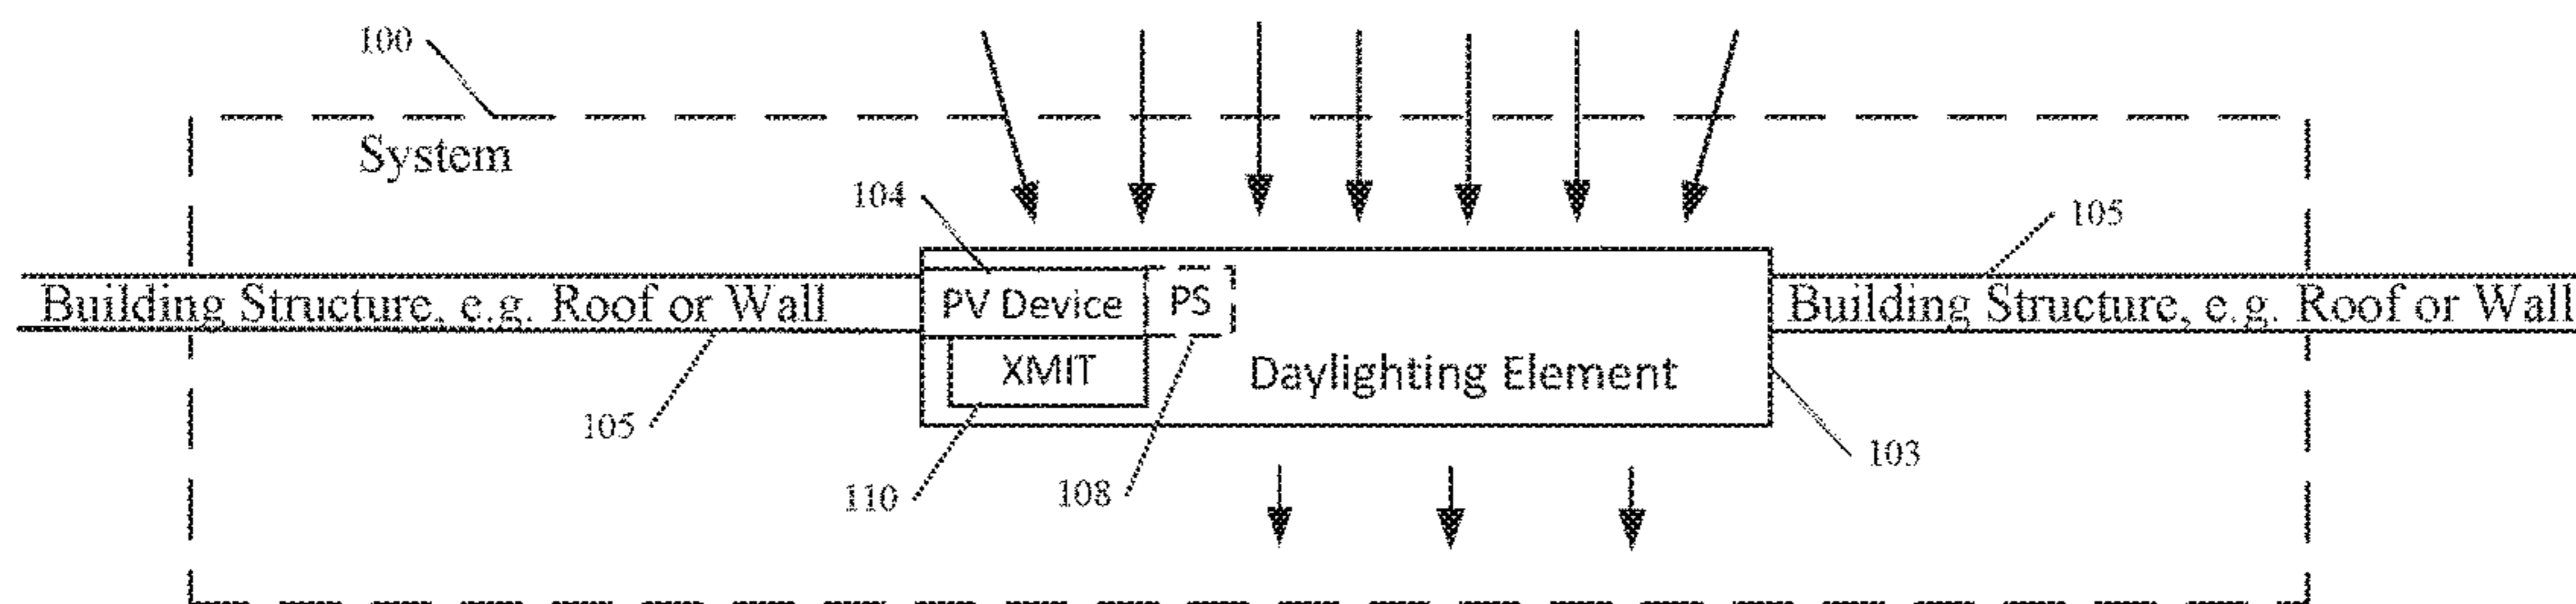 100
System
104
105
Building Structure, e.g. Roof or Wall
PV Device
PS
Building Structure, e.g. Roof or Wall
XMIT
Daylighting Element
105
110
108
103